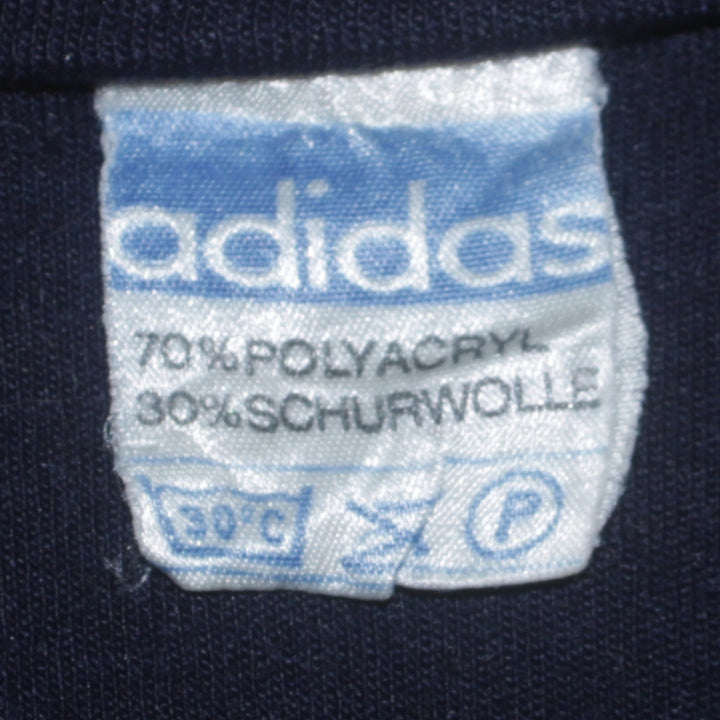 adidas
70% POLYACRYL
30% SCHURWOLLE
30°C P